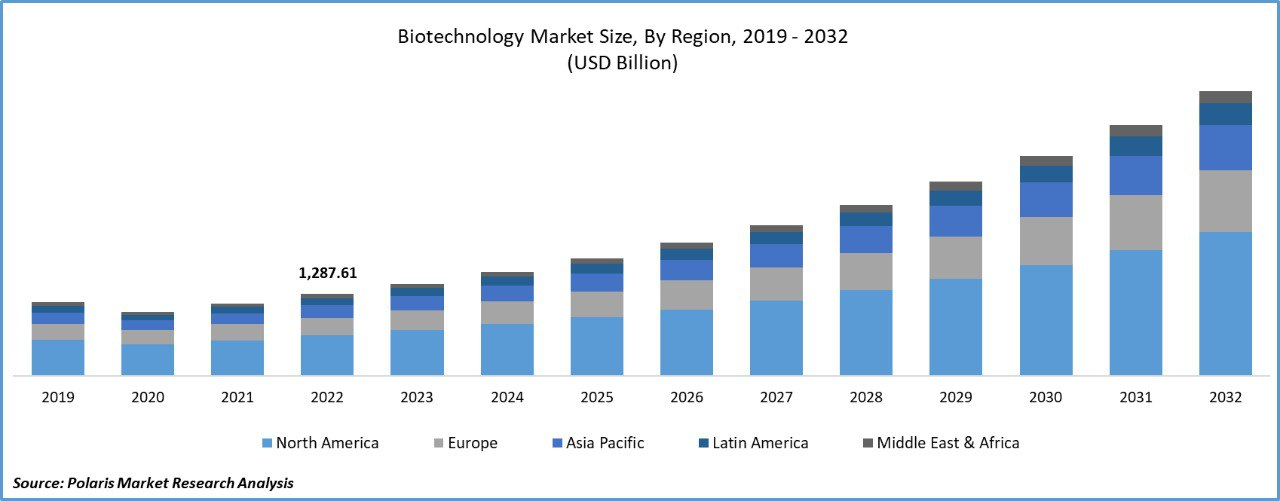 Biotechnology Market Size, By Region, 2019 - 2032
(USD Billion)
1,287.61
2019 2020 2021 2022 2023 2024 2025 2026 2027 2028 2029 2030 2031 2032
North America Europe Asia Pacific Latin America Middle East & Africa
Source: Polaris Market Research Analysis